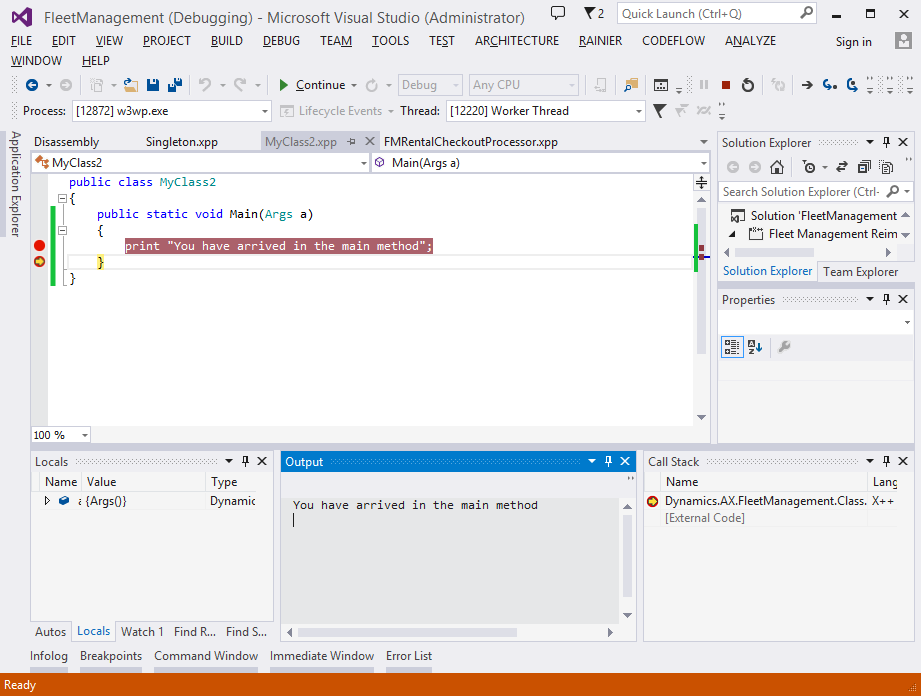 FleetManagement (Debugging) - Microsoft Visual Studio (Administrator) 2 Quick Launch (Ctrl+Q)
FILE EDIT VIEW PROJECT BUILD DEBUG TEAM TOOLS TEST ARCHITECTURE RAINIER CODEFLOW ANALYZE Sign in
WINDOW HELP
Continue Debug Any CPU
Process: [12872] w3wp.exe Lifecycle Events Thread: [12220] Worker Thread
Application Explorer
Disassembly Singleton.xpp MyClass2.xpp FMRentalCheckoutProcessor.xpp
MyClass2 Main(Args a)
public class MyClass2
{
public static void Main(Args a)
{
print "You have arrived in the main method";
}
}
100 %
Solution Explorer
Search Solution Explorer (Ctrl-
Solution 'FleetManagement
Fleet Management Reim
Solution Explorer Team Explorer
Properties
Locals
Name Value Type
a {Args()} Dynamic
Autos Locals Watch 1 Find R... Find S...
Output
You have arrived in the main method
Call Stack
Name Lang
Dynamics.AX.FleetManagement.Class. X++
[External Code]
Infolog Breakpoints Command Window Immediate Window Error List
Ready